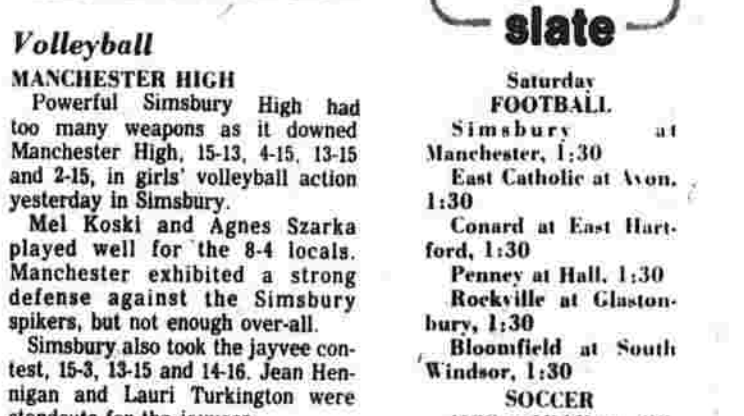 Volleyball
MANCHESTER HIGH
Powerful Simsbury High had
too many weapons as it downed
Manchester High, 15-13, 4-15, 13-15
and 2-15, in girls' volleyball action
yesterday in Simsbury.
Mel Koski and Agnes Szarka
played well for the 8-4 locals.
Manchester exhibited a strong
defense against the Simsbury
spikers, but not enough over-all.
Simsbury also took the jayvee con-
test, 15-3, 13-15 and 14-16. Jean Hen-
nigan and Lauri Turkington were
slate
Saturday
FOOTBALL
Simsbury at
Manchester, 1:30
East Catholic at Avon,
1:30
Conard at East Hart-
ford, 1:30
Penney at Hall, 1:30
Rockville at Glaston-
bury, 1:30
Bloomfield at South
Windsor, 1:30
SOCCER